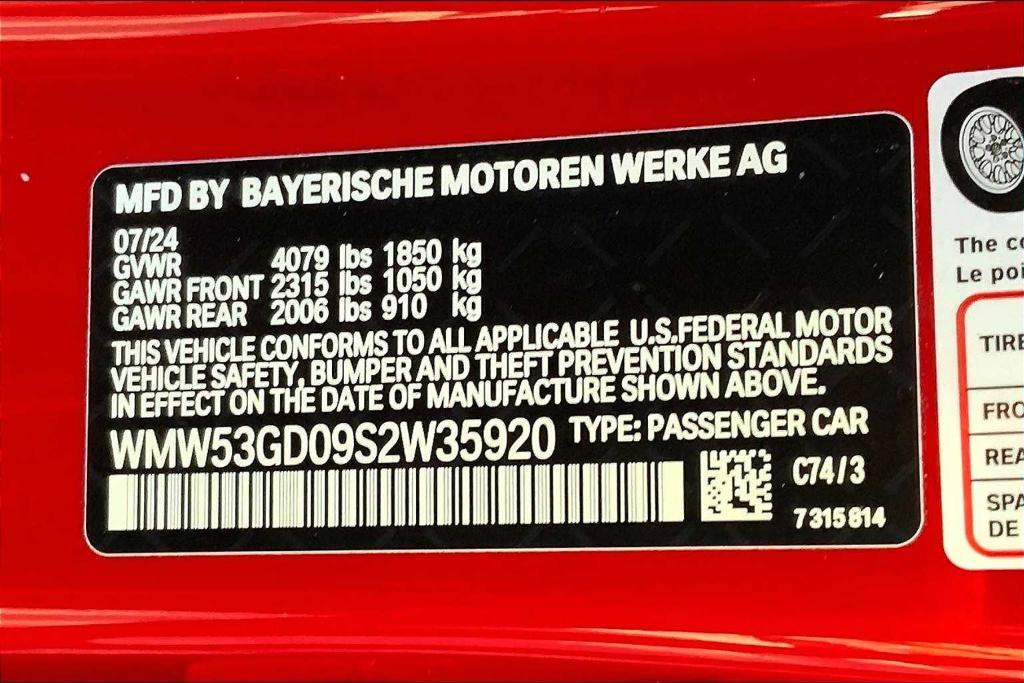 MFD BY BAYERISCHE MOTOREN WERKE AG
07/24
GVWR 4079 lbs 1850 kg
GAWR FRONT 2315 lbs 1050 kg
GAWR REAR 2006 lbs 910 kg
THIS VEHICLE CONFORMS TO ALL APPLICABLE U.S.FEDERAL MOTOR
VEHICLE SAFETY, BUMPER AND THEFT PREVENTION STANDARDS
IN EFFECT ON THE DATE OF MANUFACTURE SHOWN ABOVE.
WMW53GD09S2W35920 TYPE: PASSENGER CAR
C74/3
7315814
The
Le poi
TIRE
FRO
REA
SPA
DE